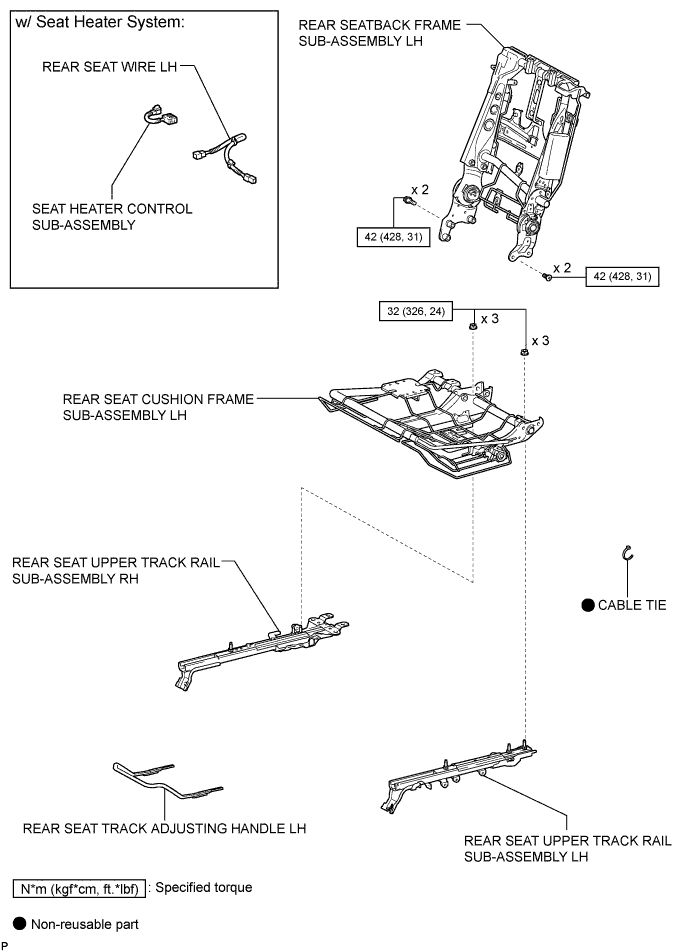 w/ Seat Heater System:
REAR SEAT WIRE LH
SEAT HEATER CONTROL
SUB-ASSEMBLY
REAR SEATBACK FRAME
SUB-ASSEMBLY LH
x 2
42 (428, 31)
x 2
42 (428, 31)
32 (326, 24)
x 3
x 3
REAR SEAT CUSHION FRAME
SUB-ASSEMBLY LH
REAR SEAT UPPER TRACK RAIL
SUB-ASSEMBLY RH
CABLE TIE
REAR SEAT TRACK ADJUSTING HANDLE LH
REAR SEAT UPPER TRACK RAIL
SUB-ASSEMBLY LH
N*m (kgf*cm, ft.*lbf) : Specified torque
Non-reusable part
P